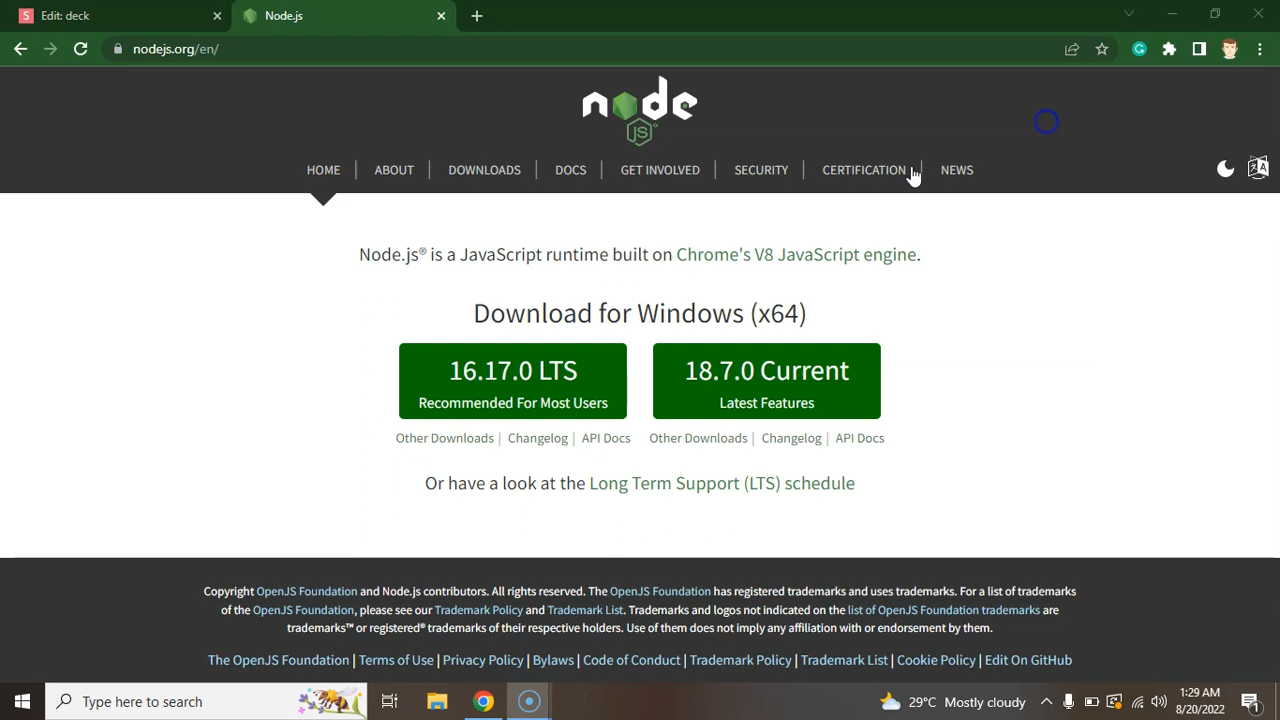 Edit: deck
Node.js
nodejs.org/en/
node
JS
HOME | ABOUT | DOWNLOADS | DOCS | GET INVOLVED | SECURITY | CERTIFICATION | NEWS
Node.js® is a JavaScript runtime built on Chrome's V8 JavaScript engine.
Download for Windows (x64)
16.17.0 LTS
Recommended For Most Users
18.7.0 Current
Latest Features
Other Downloads | Changelog | API Docs
Other Downloads | Changelog | API Docs
Or have a look at the Long Term Support (LTS) schedule
Copyright OpenJS Foundation and Node.js contributors. All rights reserved. The OpenJS Foundation has registered trademarks and uses trademarks. For a list of trademarks
of the OpenJS Foundation, please see our Trademark Policy and Trademark List. Trademarks and logos not indicated on the list of OpenJS Foundation trademarks are
trademarks™ or registered® trademarks of their respective holders. Use of them does not imply any affiliation with or endorsement by them.
The OpenJS Foundation | Terms of Use | Privacy Policy | Bylaws | Code of Conduct | Trademark Policy | Trademark List | Cookie Policy | Edit On GitHub
Type here to search
29°C Mostly cloudy
1:29 AM
8/20/2022